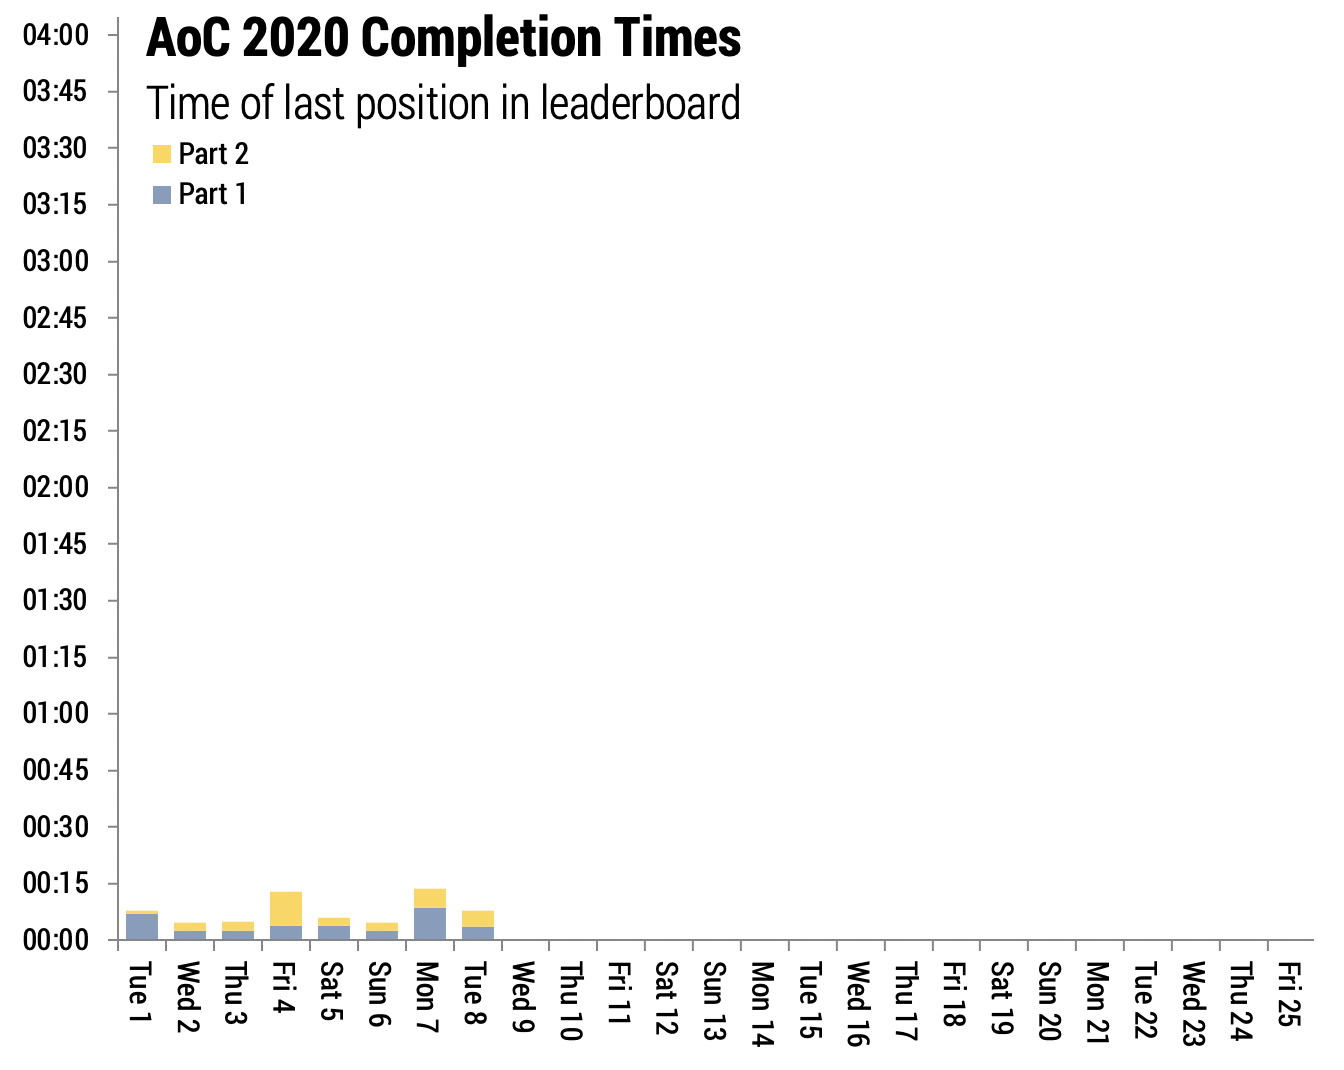 AoC 2020 Completion Times
Time of last position in leaderboard
Part 2
Part 1
04:00
03:45
03:30
03:15
03:00
02:45
02:30
02:15
02:00
01:45
01:30
01:15
01:00
00:45
00:30
00:15
00:00
Tue 1
Wed 2
Thu 3
Fri 4
Sat 5
Sun 6
Mon 7
Tue 8
Wed 9
Thu 10
Fri 11
Sat 12
Sun 13
Mon 14
Tue 15
Wed 16
Thu 17
Fri 18
Sat 19
Sun 20
Mon 21
Tue 22
Wed 23
Thu 24
Fri 25